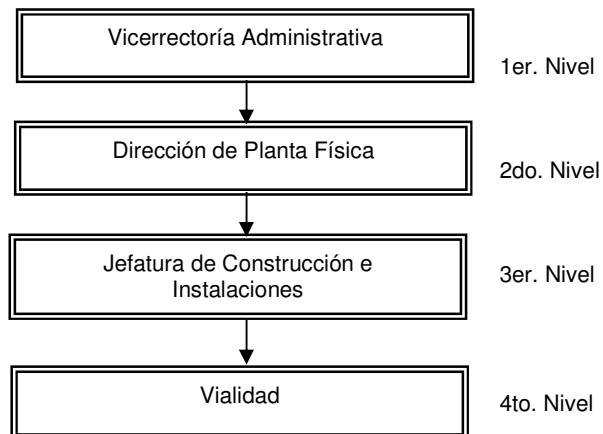 Vicerrectoría Administrativa
1er. Nivel
Dirección de Planta Física
2do. Nivel
Jefatura de Construcción e
Instalaciones
3er. Nivel
Vialidad
4to. Nivel